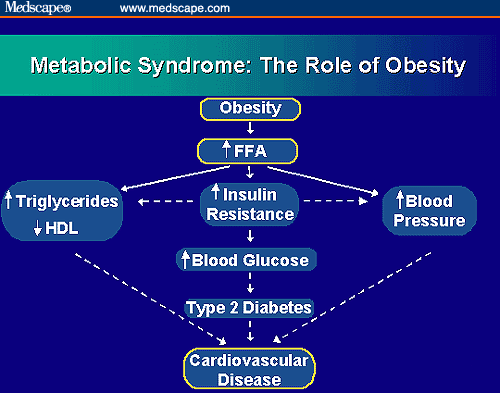 Medscape® www.medscape.com
Metabolic Syndrome: The Role of Obesity
Obesity
↑FFA
↑Triglycerides
↓HDL
↑Insulin
Resistance
↑Blood
Pressure
↑Blood Glucose
Type 2 Diabetes
Cardiovascular
Disease